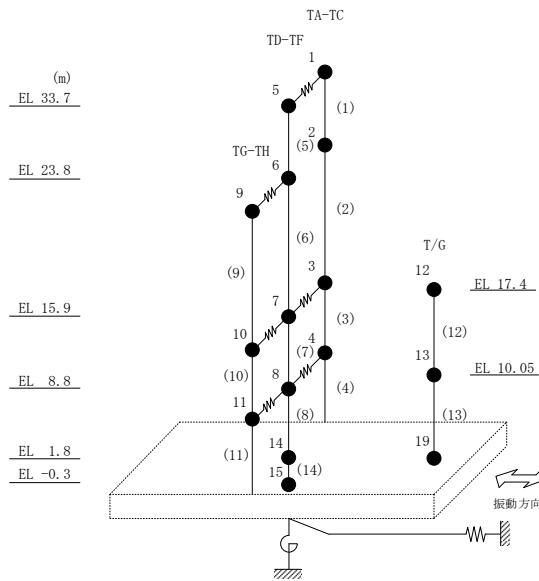 TA-TC
TD-TF
1
(m)
5
EL 33.7
(1)
2
(5)
TG-TH
6
EL 23.8
9
(2)
(6)
T/G
(9)
3
12
EL 17.4
7
EL 15.9
(3)
(12)
10
4
(7)
13
(10)
8
EL 10.05
EL 8.8
(4)
11
(8)
(13)
(11)
14
19
EL 1.8
15
(14)
EL -0.3
振動方向